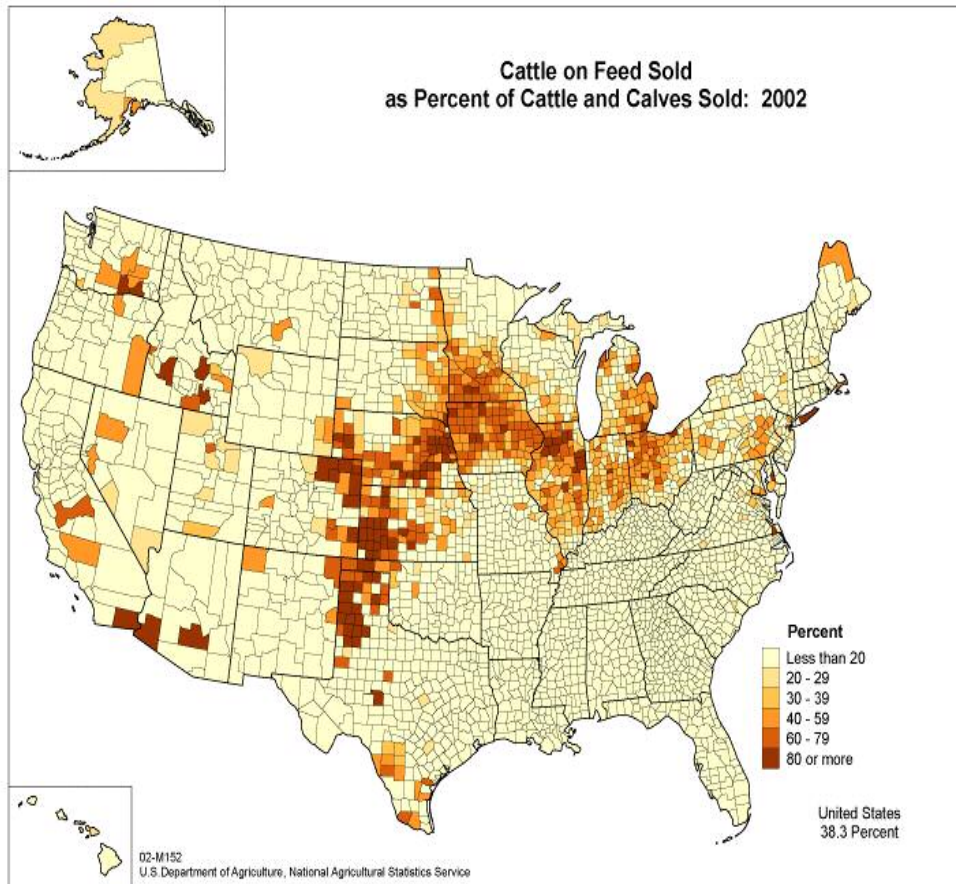 Cattle on Feed Sold
as Percent of Cattle and Calves Sold: 2002
Percent
Less than 20
20 - 29
30 - 39
40 - 59
60 - 79
80 or more
United States
38.3 Percent
02-M152
U.S. Department of Agriculture, National Agricultural Statistics Service